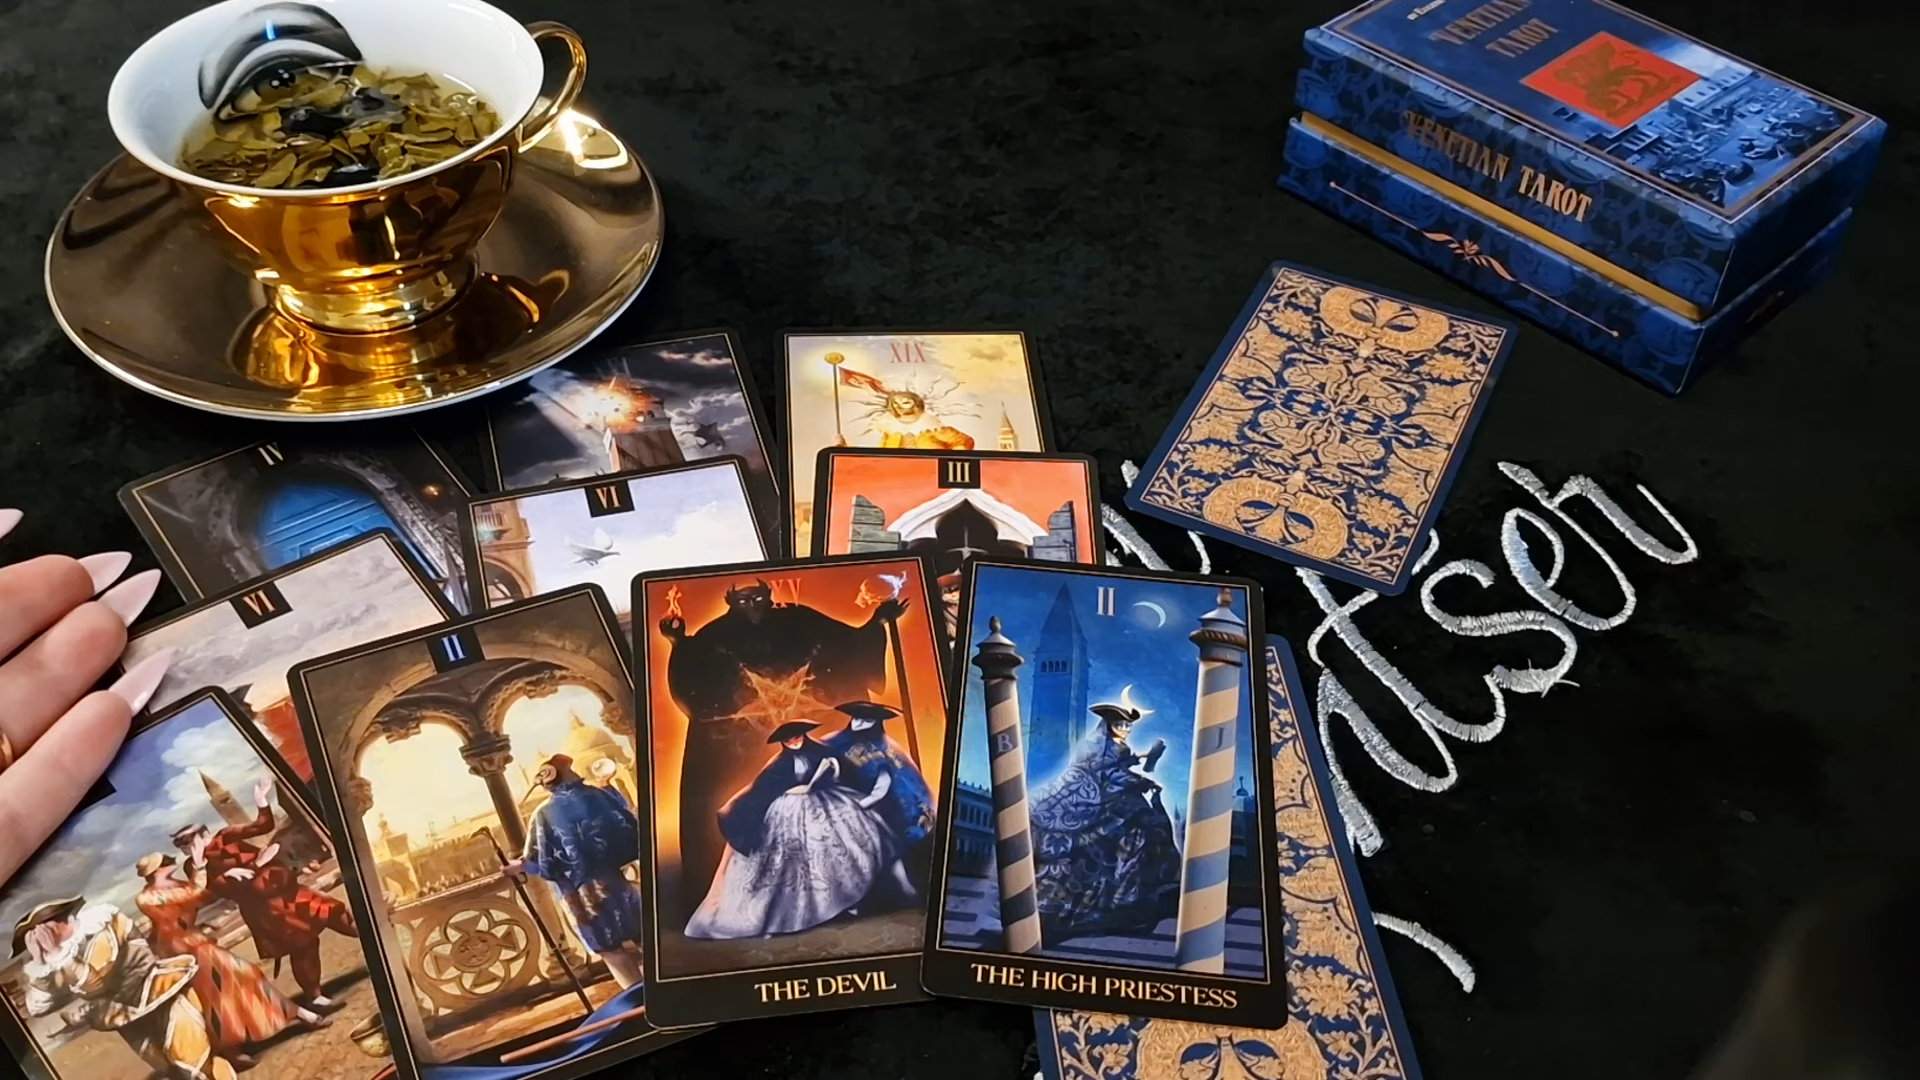 VENETIAN
TAROT
VENETIAN TAROT
XIX
IV
VI
III
VI
II
XV
II
B
J
THE DEVIL
THE HIGH PRIESTESS